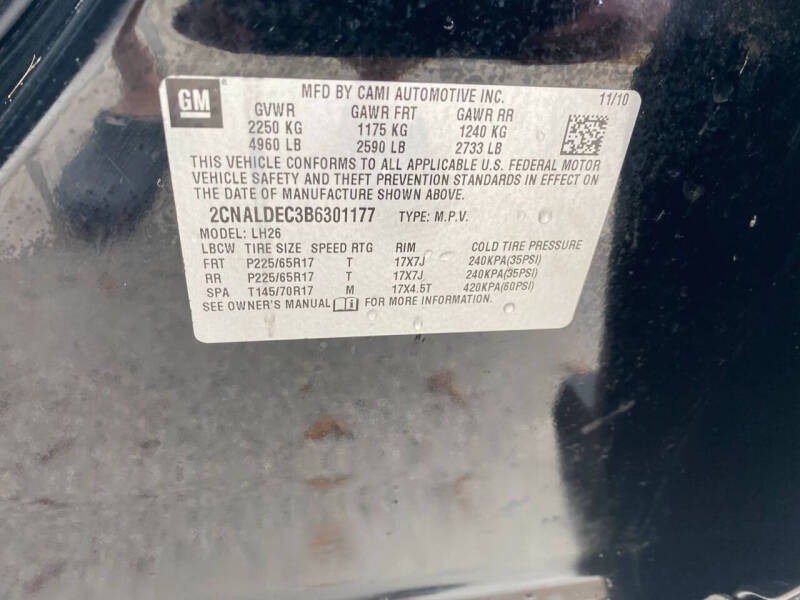 GM
MFD BY CAMI AUTOMOTIVE INC. 11/10
GVWR GAWR FRT GAWR RR
2250 KG 1175 KG 1240 KG
4960 LB 2590 LB 2733 LB
THIS VEHICLE CONFORMS TO ALL APPLICABLE U.S. FEDERAL MOTOR
VEHICLE SAFETY AND THEFT PREVENTION STANDARDS IN EFFECT ON
THE DATE OF MANUFACTURE SHOWN ABOVE.
2CNALDEC3B6301177 TYPE: M.P.V.
MODEL: LH26
LBCW TIRE SIZE SPEED RTG RIM COLD TIRE PRESSURE
FRT P225/65R17 T 17X7J 240KPA(35PSI)
RR P225/65R17 T 17X7J 240KPA(35PSI)
SPA T145/70R17 M 17X4.5T 420KPA(60PSI)
SEE OWNER'S MANUAL FOR MORE INFORMATION